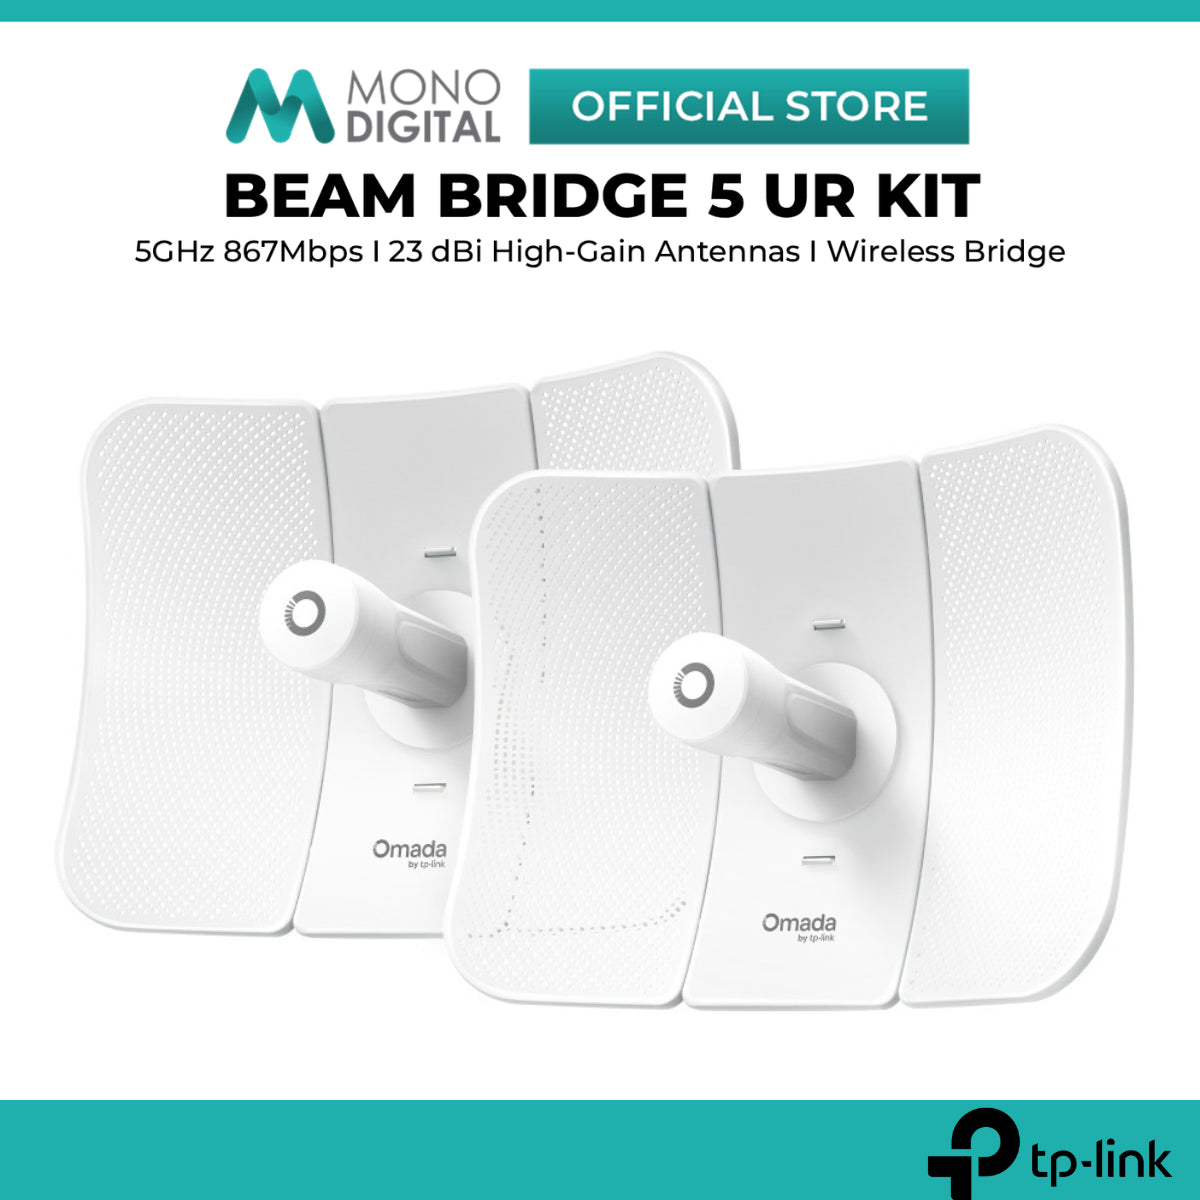 MONO
DIGITAL
OFFICIAL STORE
BEAM BRIDGE 5 UR KIT
5GHz 867Mbps I 23 dBi High-Gain Antennas I Wireless Bridge
Omada
by tp-link
Omada
by tp-link
tp-link